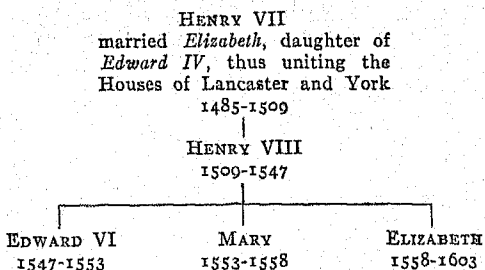 HENRY VII
married Elizabeth, daughter of
Edward IV, thus uniting the
Houses of Lancaster and York
1485-1509
HENRY VIII
1509-1547
EDWARD VI MARY ELIZABETH
1547-1553 1553-1558 1558-1603